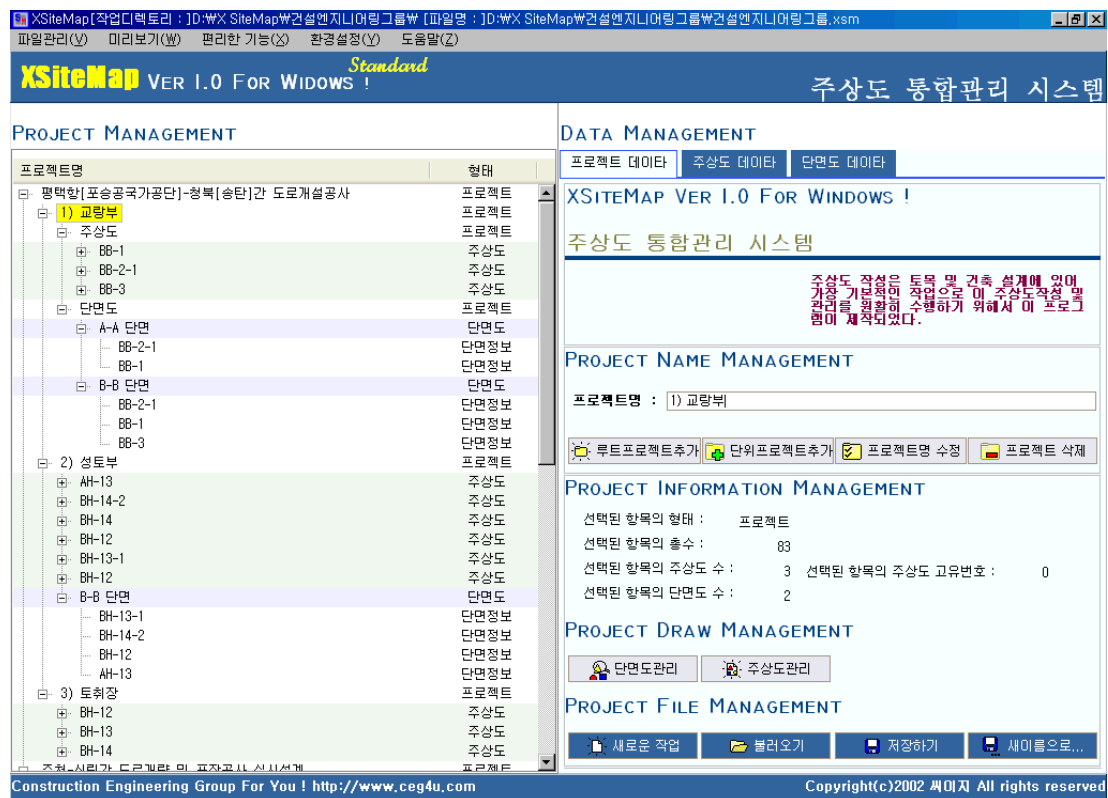 XSiteMap[작업디렉토리 : ]D:₩X SiteMap₩건설엔지니어링그룹₩ [파일명 : ]D:₩X SiteMap₩건설엔지니어링그룹₩건설엔지니어링그룹.xsm
파일관리(V) 미리보기(W) 편리한 기능(X) 환경설정(Y) 도움말(Z)
XSiteMap Ver 1.0 For Widows ! Standard
주상도 통합관리 시스템
Project Management
프로젝트명 형태
평택항[포승공국가공단]-청북[송탄]간 도로개설공사 프로젝트
1) 교량부 프로젝트
주상도 프로젝트
BB-1 주상도
BB-2-1 주상도
BB-3 주상도
단면도 프로젝트
A-A 단면 단면도
BB-2-1 단면정보
BB-1 단면정보
B-B 단면 단면도
BB-2-1 단면정보
BB-1 단면정보
BB-3 단면정보
2) 성토부 프로젝트
AH-13 주상도
BH-14-2 주상도
BH-14 주상도
BH-12 주상도
BH-13-1 주상도
BH-12 주상도
B-B 단면 단면도
BH-13-1 단면정보
BH-14-2 단면정보
BH-12 단면정보
AH-13 단면정보
3) 토취장 프로젝트
BH-12 주상도
BH-13 주상도
BH-14 주상도
Data Management
프로젝트 데이타 주상도 데이타 단면도 데이타
XSiteMap Ver 1.0 For Windows !
주상도 통합관리 시스템
주상도 작성은 토목 및 건축 설계에 있어
가장 기본적인 작업으로 이 주상도작성 및
관리를 원활히 수행하기 위해서 이 프로그
램이 제작되었다.
Project Name Management
프로젝트명 : 1) 교량부
루트프로젝트추가 단위프로젝트추가 프로젝트명 수정 프로젝트 삭제
Project Information Management
선택된 항목의 형태 : 프로젝트
선택된 항목의 총수 : 83
선택된 항목의 주상도 수 : 3 선택된 항목의 주상도 고유번호 : 0
선택된 항목의 단면도 수 : 2
Project Draw Management
단면도관리 주상도관리
Project File Management
새로운 작업 불러오기 저장하기 새이름으로...
Construction Engineering Group For You ! http://www.ceg4u.com
Copyright(c)2002 씨이지 All rights reserved